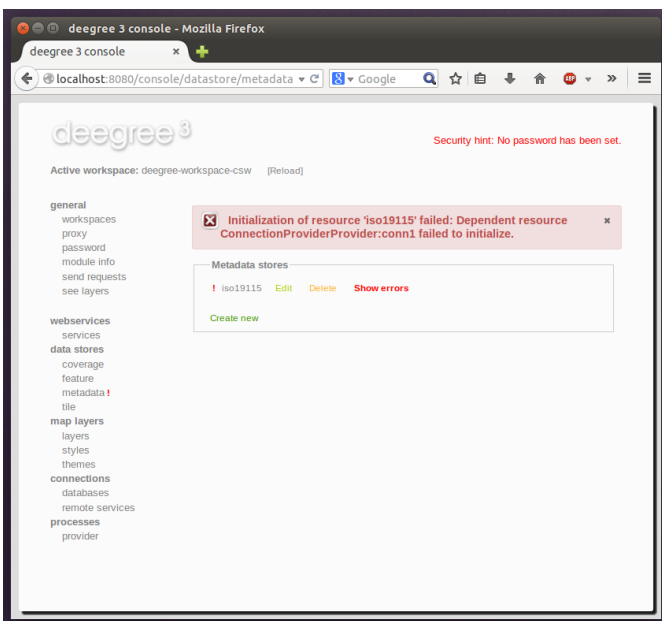 deegree 3 console - Mozilla Firefox
deegree 3 console
localhost:8080/console/datastore/metadata
Google
ABP
deegree 3
Security hint: No password has been set.
Active workspace: deegree-workspace-csw [Reload]
general
workspaces
proxy
password
module info
send requests
see layers
webservices
services
data stores
coverage
feature
metadata !
tile
map layers
layers
styles
themes
connections
databases
remote services
processes
provider
Initialization of resource 'iso19115' failed: Dependent resource
ConnectionProviderProvider:conn1 failed to initialize.
Metadata stores
! iso19115 Edit Delete Show errors
Create new